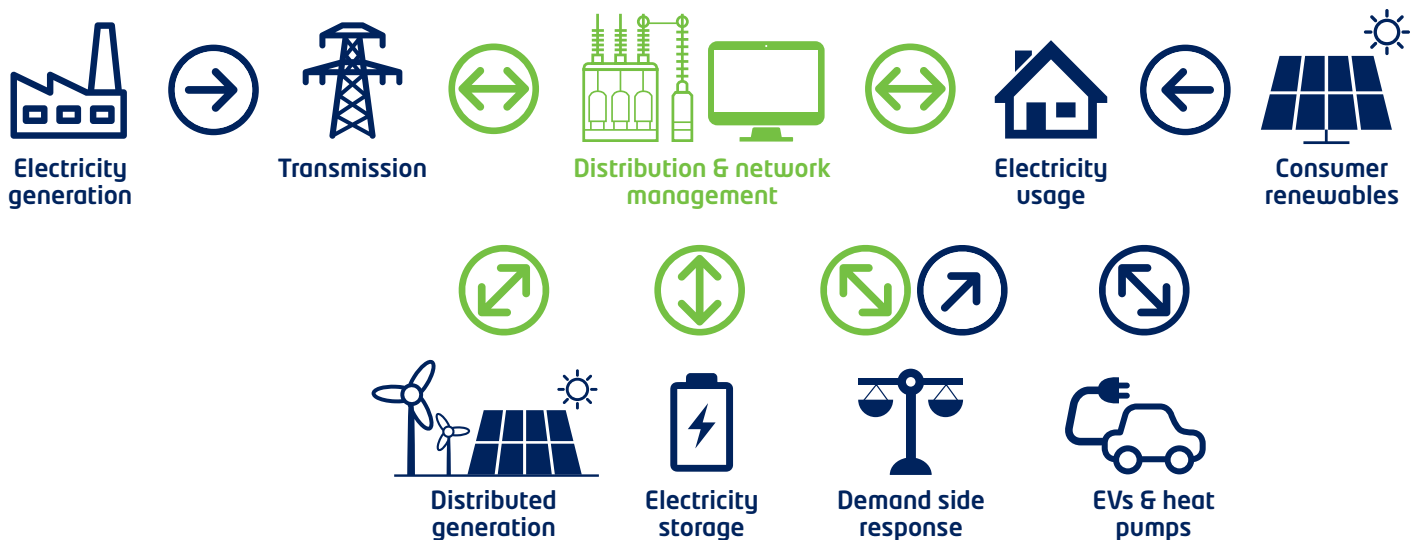 Electricity
generation
Transmission
Distribution & network
management
Electricity
usage
Consumer
renewables
Distributed
generation
Electricity
storage
Demand side
response
EVs & heat
pumps